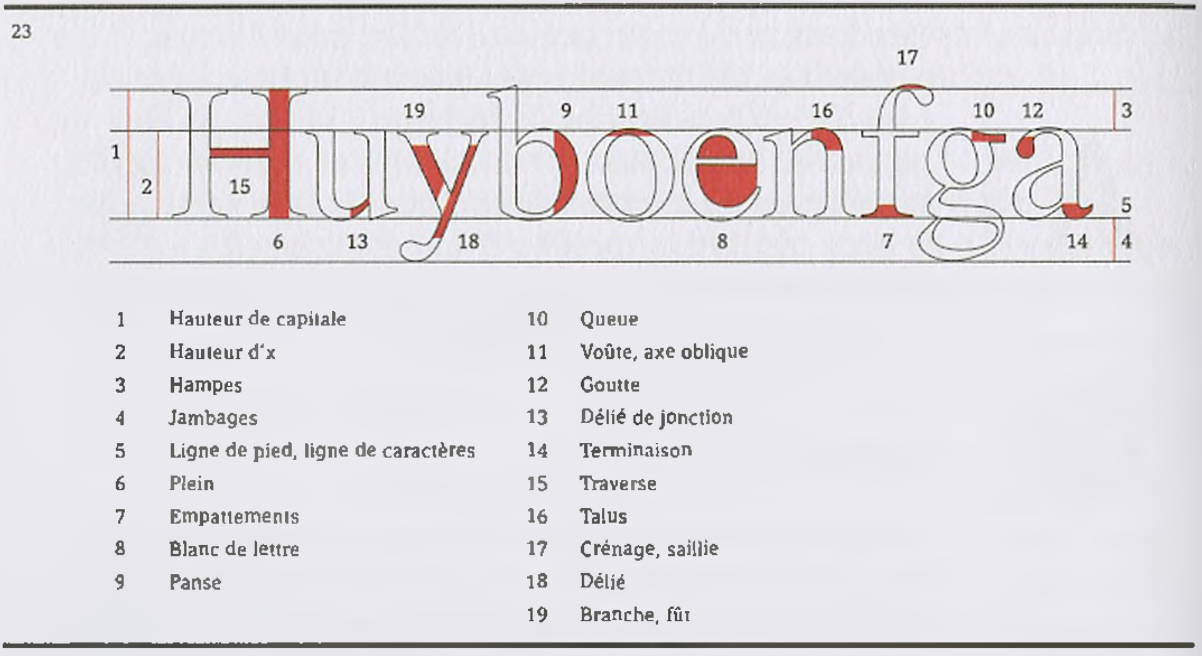 23
17
19 9 11 16 10 12 3
1
2 15 5
6 13 18 8 7 14 4
Huyboenfga
1 Hauteur de capitale
2 Hauteur d'x
3 Hampes
4 Jambages
5 Ligne de pied, ligne de caractères
6 Plein
7 Empattements
8 Blanc de lettre
9 Panse
10 Queue
11 Voûte, axe oblique
12 Goutte
13 Délié de jonction
14 Terminaison
15 Traverse
16 Talus
17 Crénage, saillie
18 Délié
19 Branche, fût